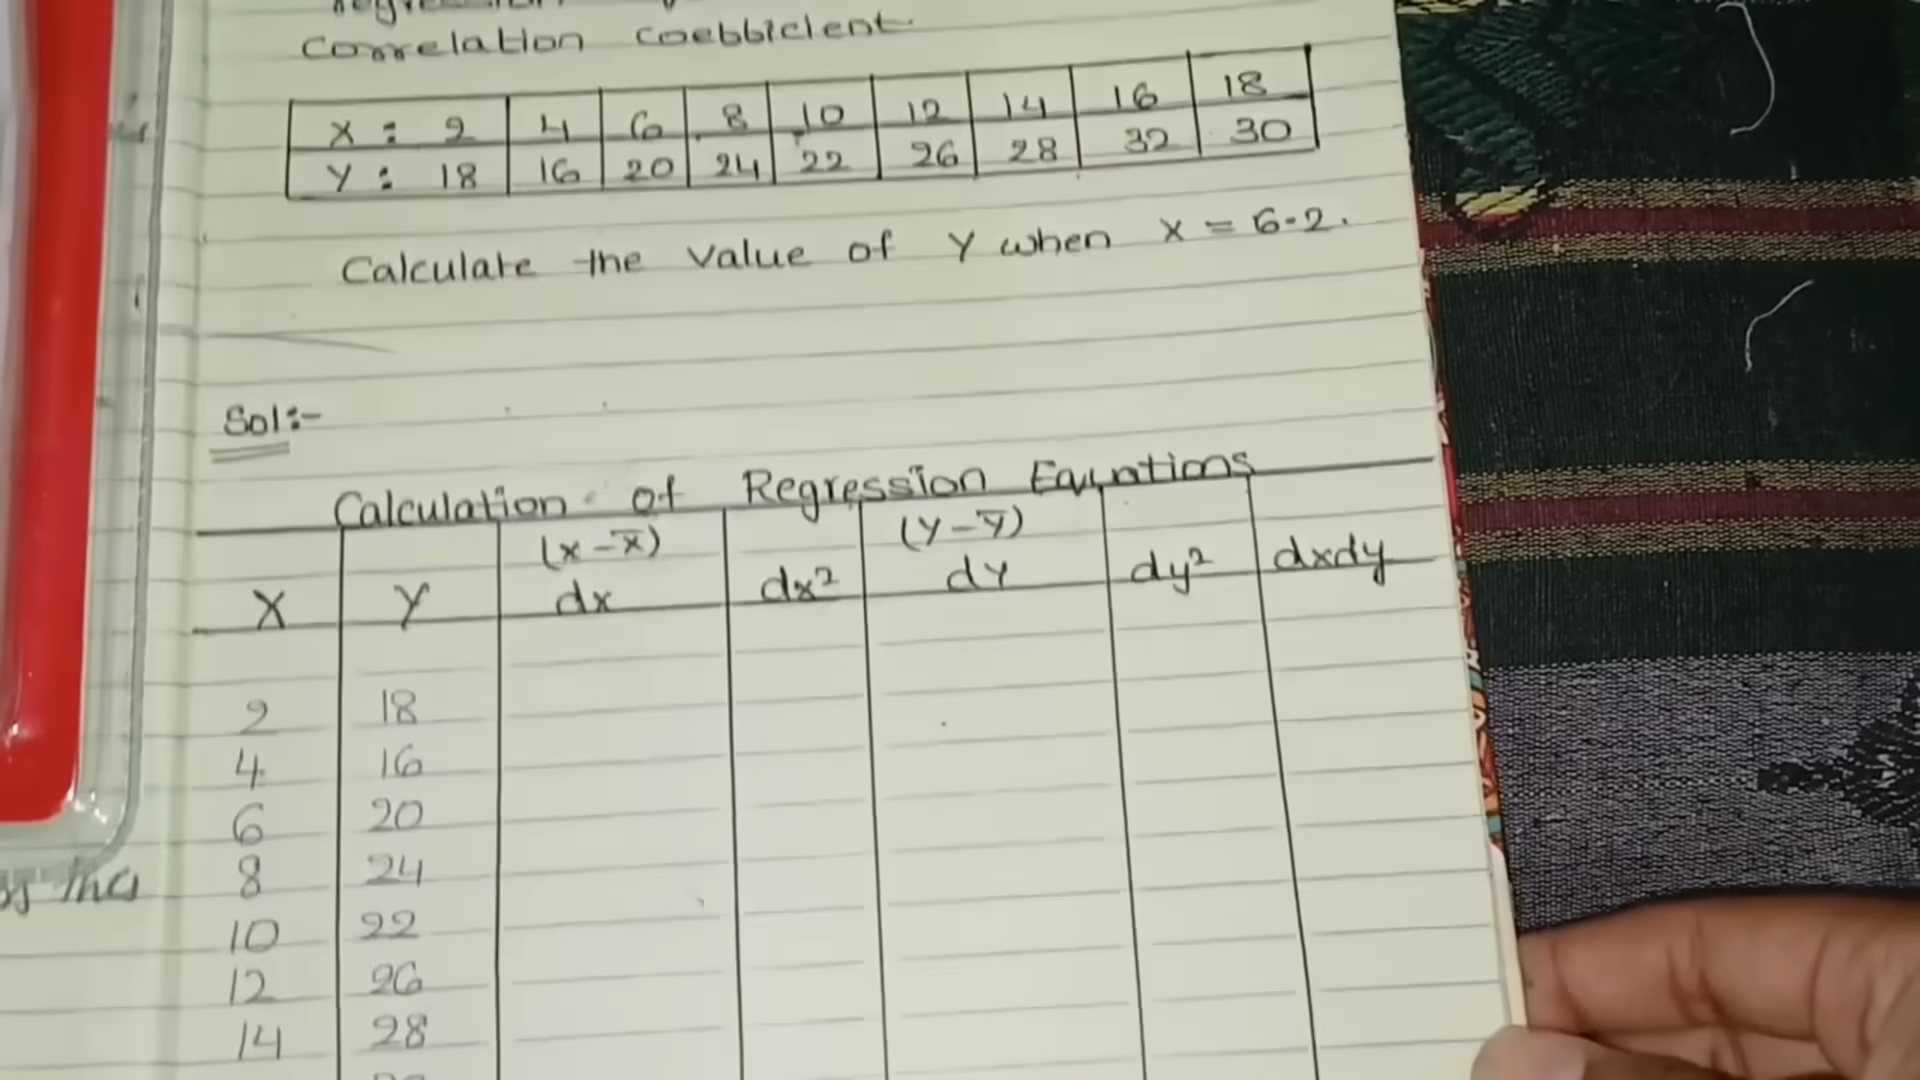 Correlation coebbicient.
X : 2 4 6 8 10 12 14 16 18
Y : 18 16 20 24 22 26 28 32 30
Calculate the value of Y when X = 6.2.
Sol:-
Calculation of Regression Equations
X Y (x-x̅) dx dx² (y-y̅) dy dy² dxdy
2 18
4 16
6 20
8 24
10 22
12 26
14 28